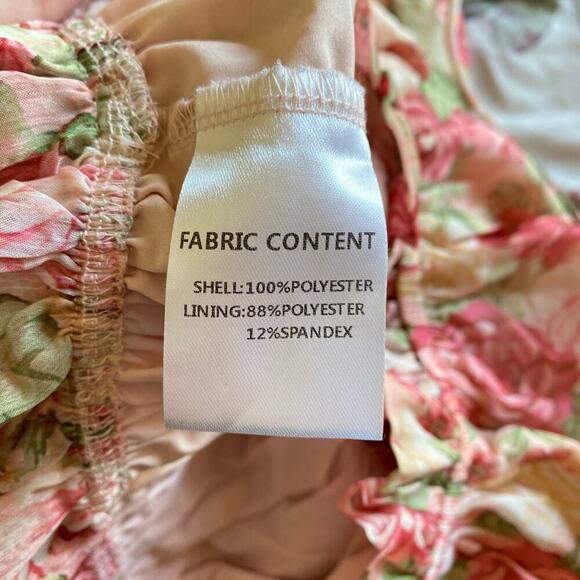 FABRIC CONTENT
SHELL:100%POLYESTER
LINING:88%POLYESTER
12%SPANDEX